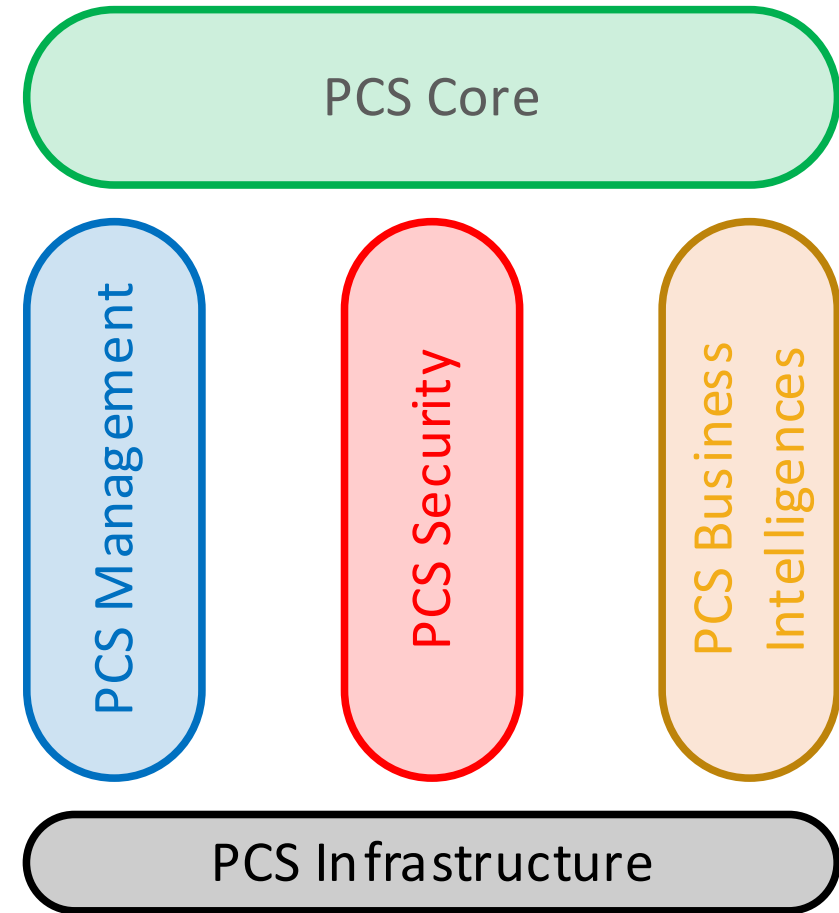 PCS Core
PCS Management
PCS Security
PCS Business
Intelligences
PCS Infrastructure